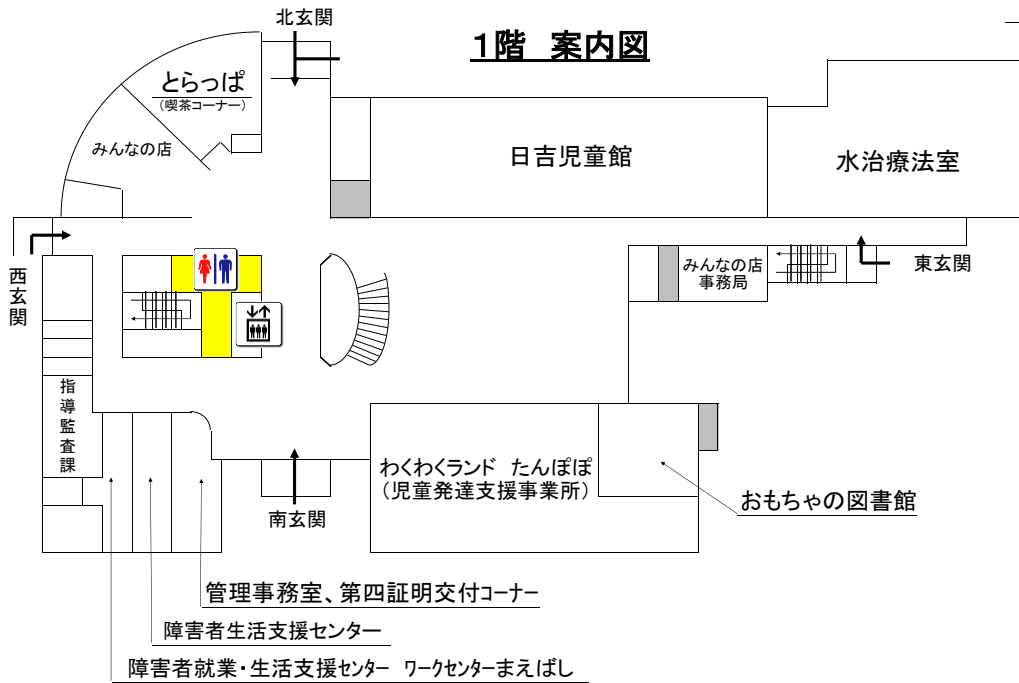 北玄関
1階 案内図
とらっぱ
(喫茶コーナー)
みんなの店
日吉児童館
水治療法室
西玄関
みんなの店
事務局
東玄関
指導監査課
わくわくランド たんぽぽ
(児童発達支援事業所)
おもちゃの図書館
南玄関
管理事務室、第四証明交付コーナー
障害者生活支援センター
障害者就業・生活支援センター ワークセンターまえばし